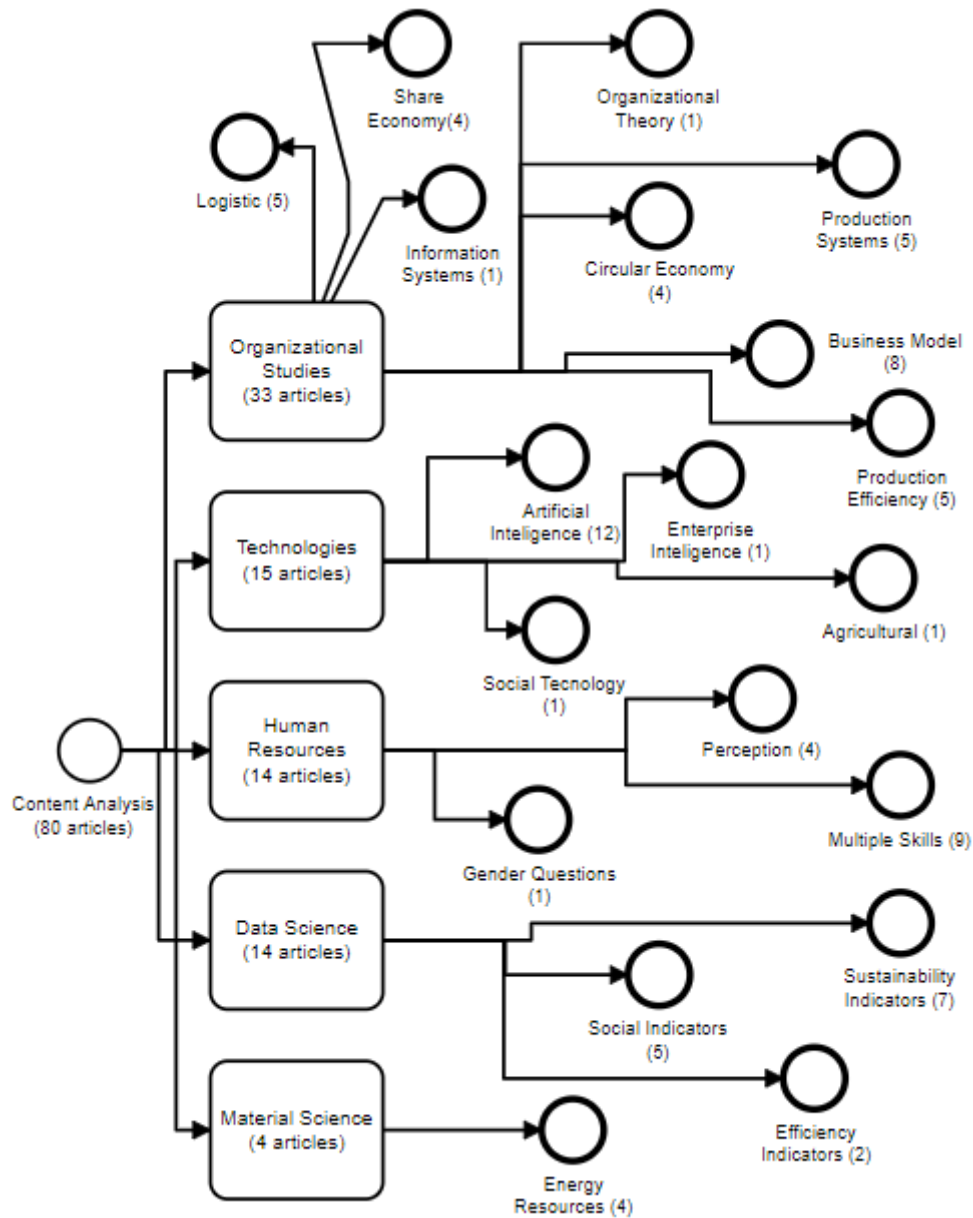 Share
Economy(4)
Organizational
Theory (1)
Logistic (5)
Production
Systems (5)
Information
Systems (1)
Circular Economy
(4)
Organizational
Studies
(33 articles)
Business Model
(8)
Production
Efficiency (5)
Artificial
Inteligence (12)
Enterprise
Inteligence (1)
Technologies
(15 articles)
Agricultural (1)
Social Tecnology
(1)
Human
Resources
(14 articles)
Perception (4)
Content Analysis
(80 articles)
Multiple Skills (9)
Gender Questions
(1)
Data Science
(14 articles)
Sustainability
Indicators (7)
Social Indicators
(5)
Material Science
(4 articles)
Efficiency
Indicators (2)
Energy
Resources (4)